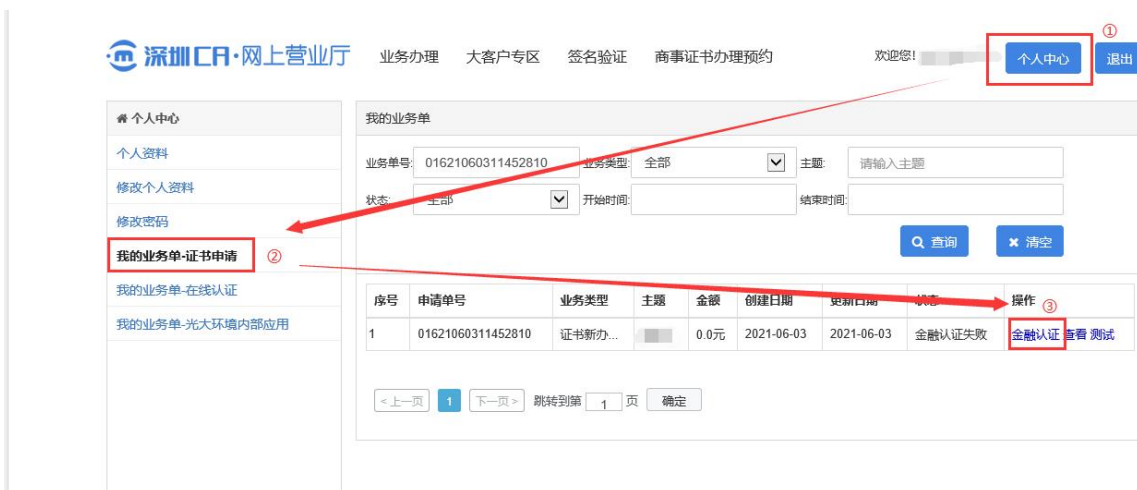 ①
深圳CA·网上营业厅 业务办理 大客户专区 签名验证 商事证书办理预约 欢迎您! 个人中心 退出
个人中心 我的业务单
个人资料
业务单号: 01621060311452810 业务类型: 全部 主题: 请输入主题
修改个人资料
状态: 全部 开始时间: 结束时间:
修改密码
查询 清空
我的业务单-证书申请 ②
我的业务单-在线认证
序号 申请单号 业务类型 主题 金额 创建日期 更新日期 状态 操作 ③
我的业务单-光大环境内部应用
1 01621060311452810 证书新办... 0.0元 2021-06-03 2021-06-03 金融认证失败 金融认证 查看 测试
<上一页 1 下一页> 跳转到第 1 页 确定